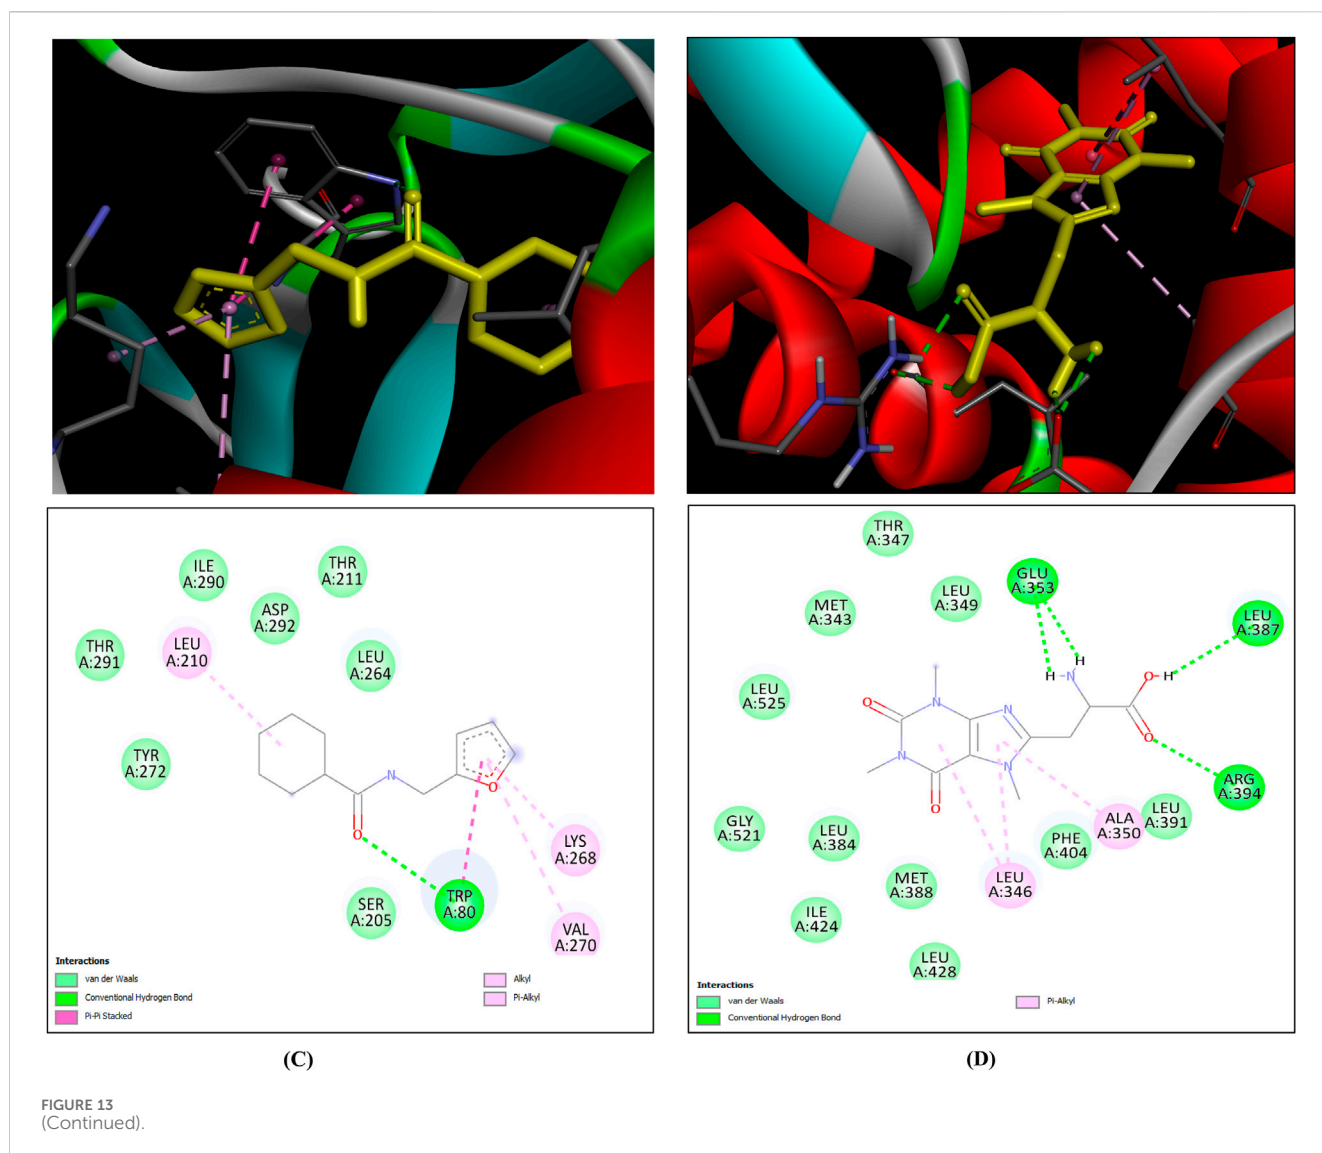 ILE
A:290
THR
A:211
ASP
A:292
THR
A:291
LEU
A:210
LEU
A:264
TYR
A:272
N
H
O
O
LYS
A:268
TRP
A:80
SER
A:205
VAL
A:270
Interactions
van der Waals
Conventional Hydrogen Bond
Pi-Pi Stacked
Alkyl
Pi-Alkyl
(C)
THR
A:347
GLU
A:353
LEU
A:349
MET
A:343
LEU
A:387
H
H
N
O
H
LEU
A:525
O
N
N
N
N
O
O
ARG
A:394
GLY
A:521
LEU
A:384
PHE
A:404
ALA
A:350
LEU
A:391
MET
A:388
LEU
A:346
ILE
A:424
LEU
A:428
Interactions
van der Waals
Conventional Hydrogen Bond
Pi-Alkyl
(D)
FIGURE 13
(Continued).